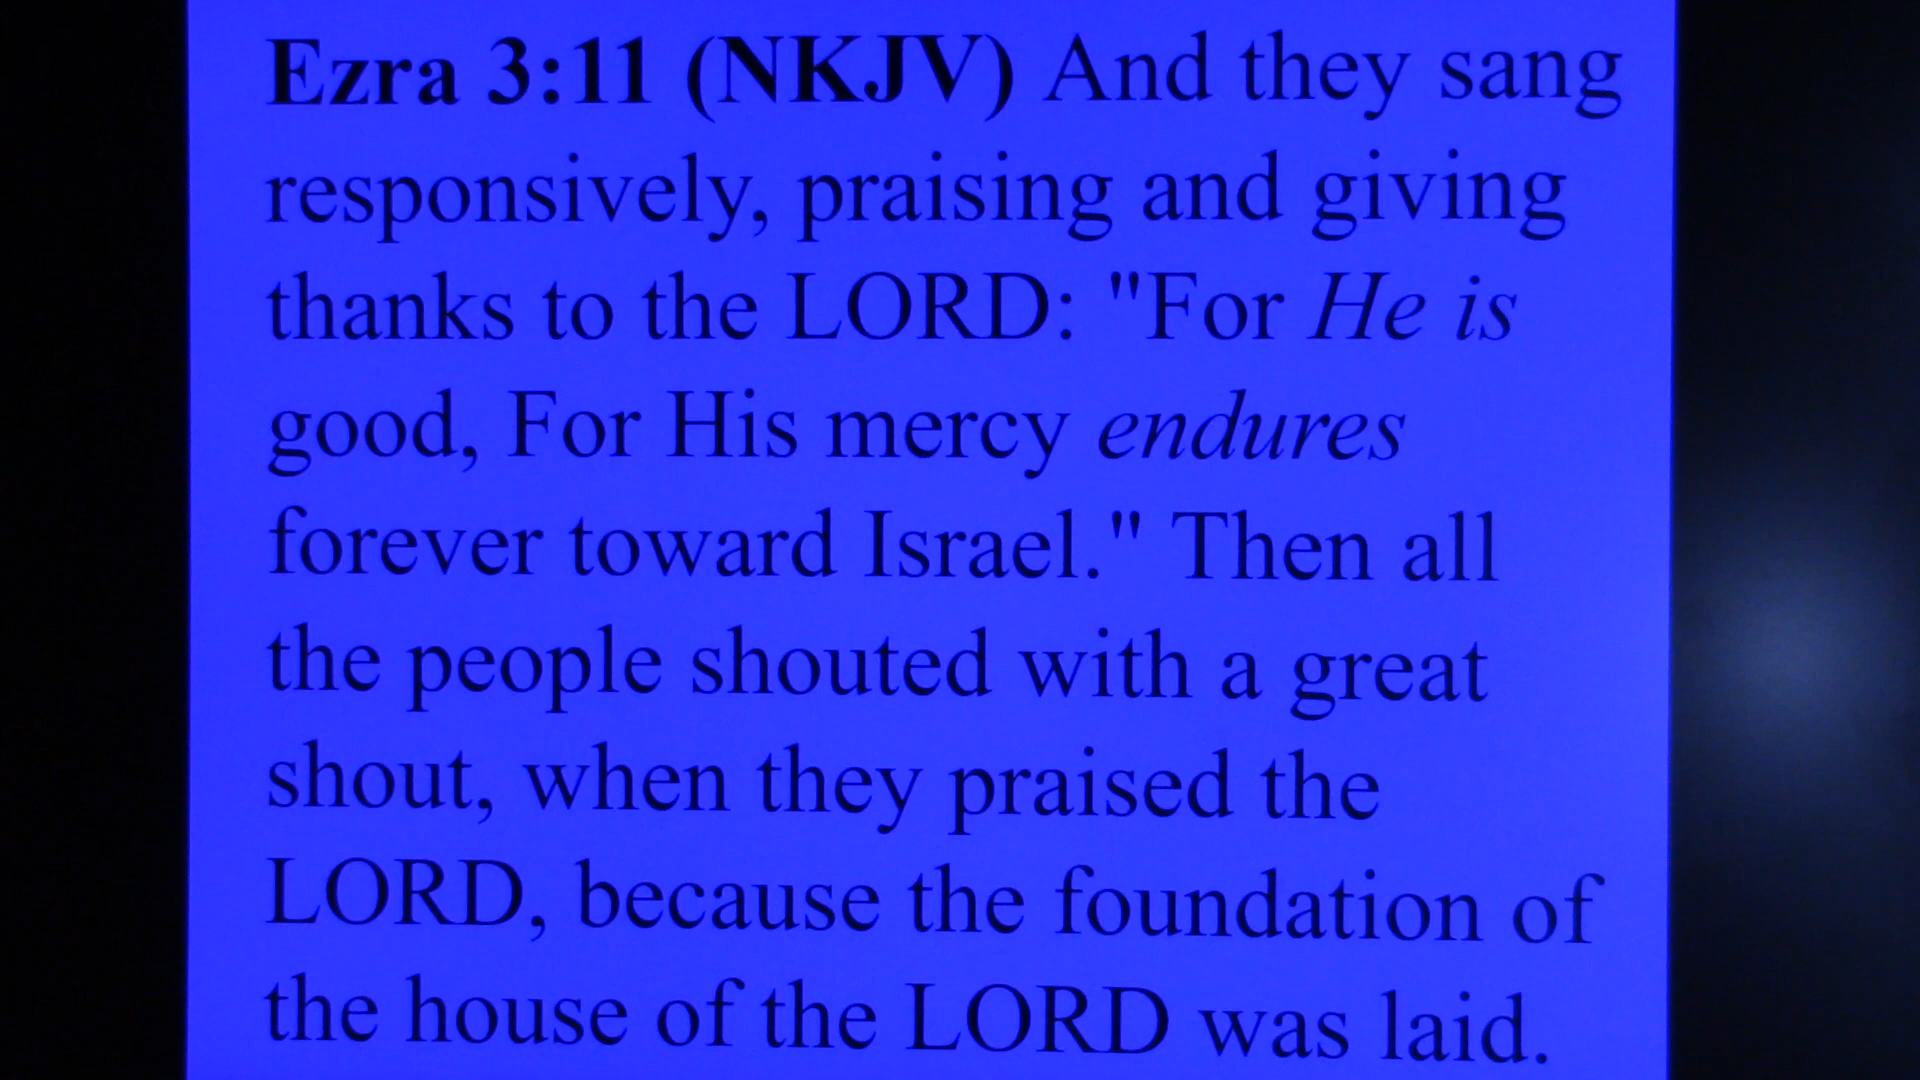 Ezra 3:11 (NKJV) And they sang
responsively, praising and giving
thanks to the LORD: "For He is
good, For His mercy endures
forever toward Israel." Then all
the people shouted with a great
shout, when they praised the
LORD, because the foundation of
the house of the LORD was laid.